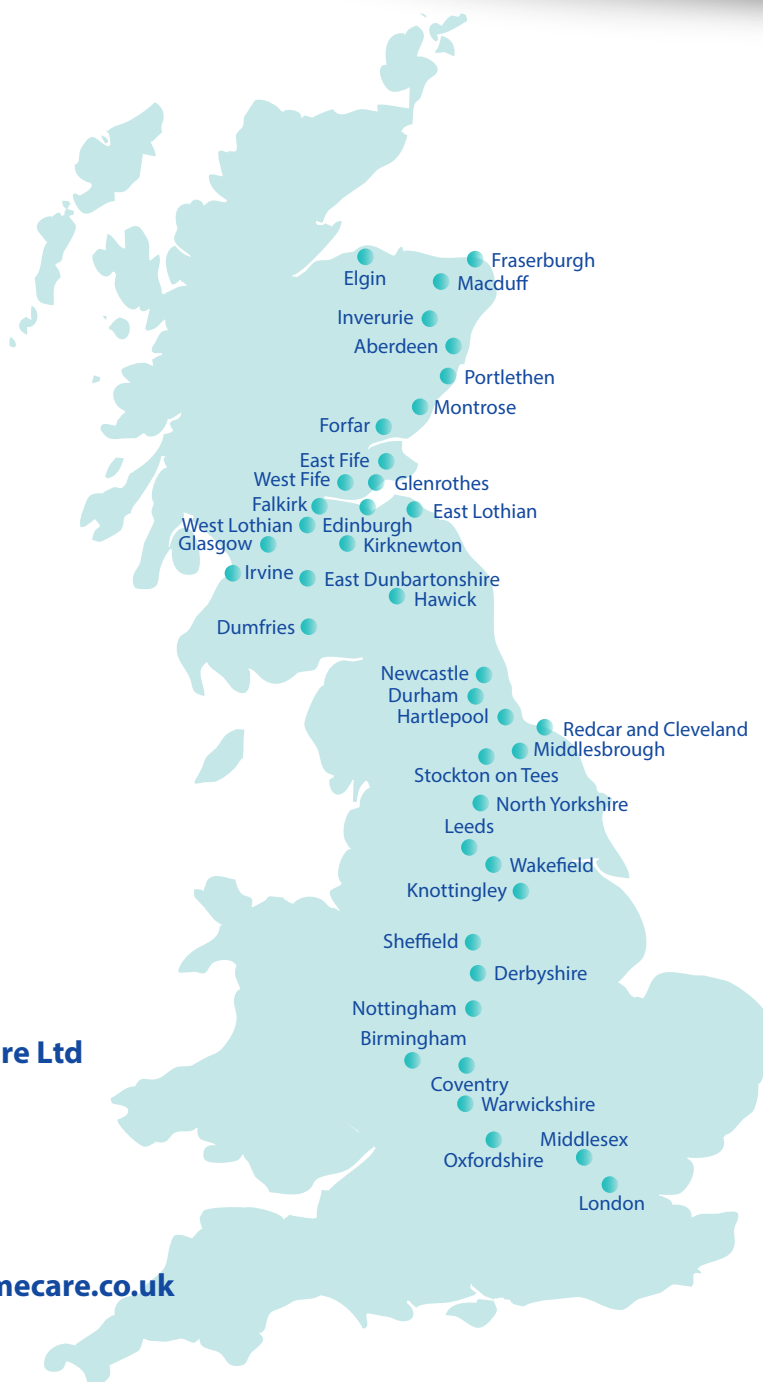 Fraserburgh
Elgin
Macduff
Inverurie
Aberdeen
Portlethen
Montrose
Forfar
East Fife
West Fife
Glenrothes
Falkirk
East Lothian
West Lothian
Edinburgh
Glasgow
Kirknewton
Irvine
East Dunbartonshire
Hawick
Dumfries
Newcastle
Durham
Hartlepool
Redcar and Cleveland
Middlesbrough
Stockton on Tees
North Yorkshire
Leeds
Wakefield
Knottingley
Sheffield
Derbyshire
Nottingham
Birmingham
re Ltd
Coventry
Warwickshire
Middlesex
Oxfordshire
London
mecare.co.uk